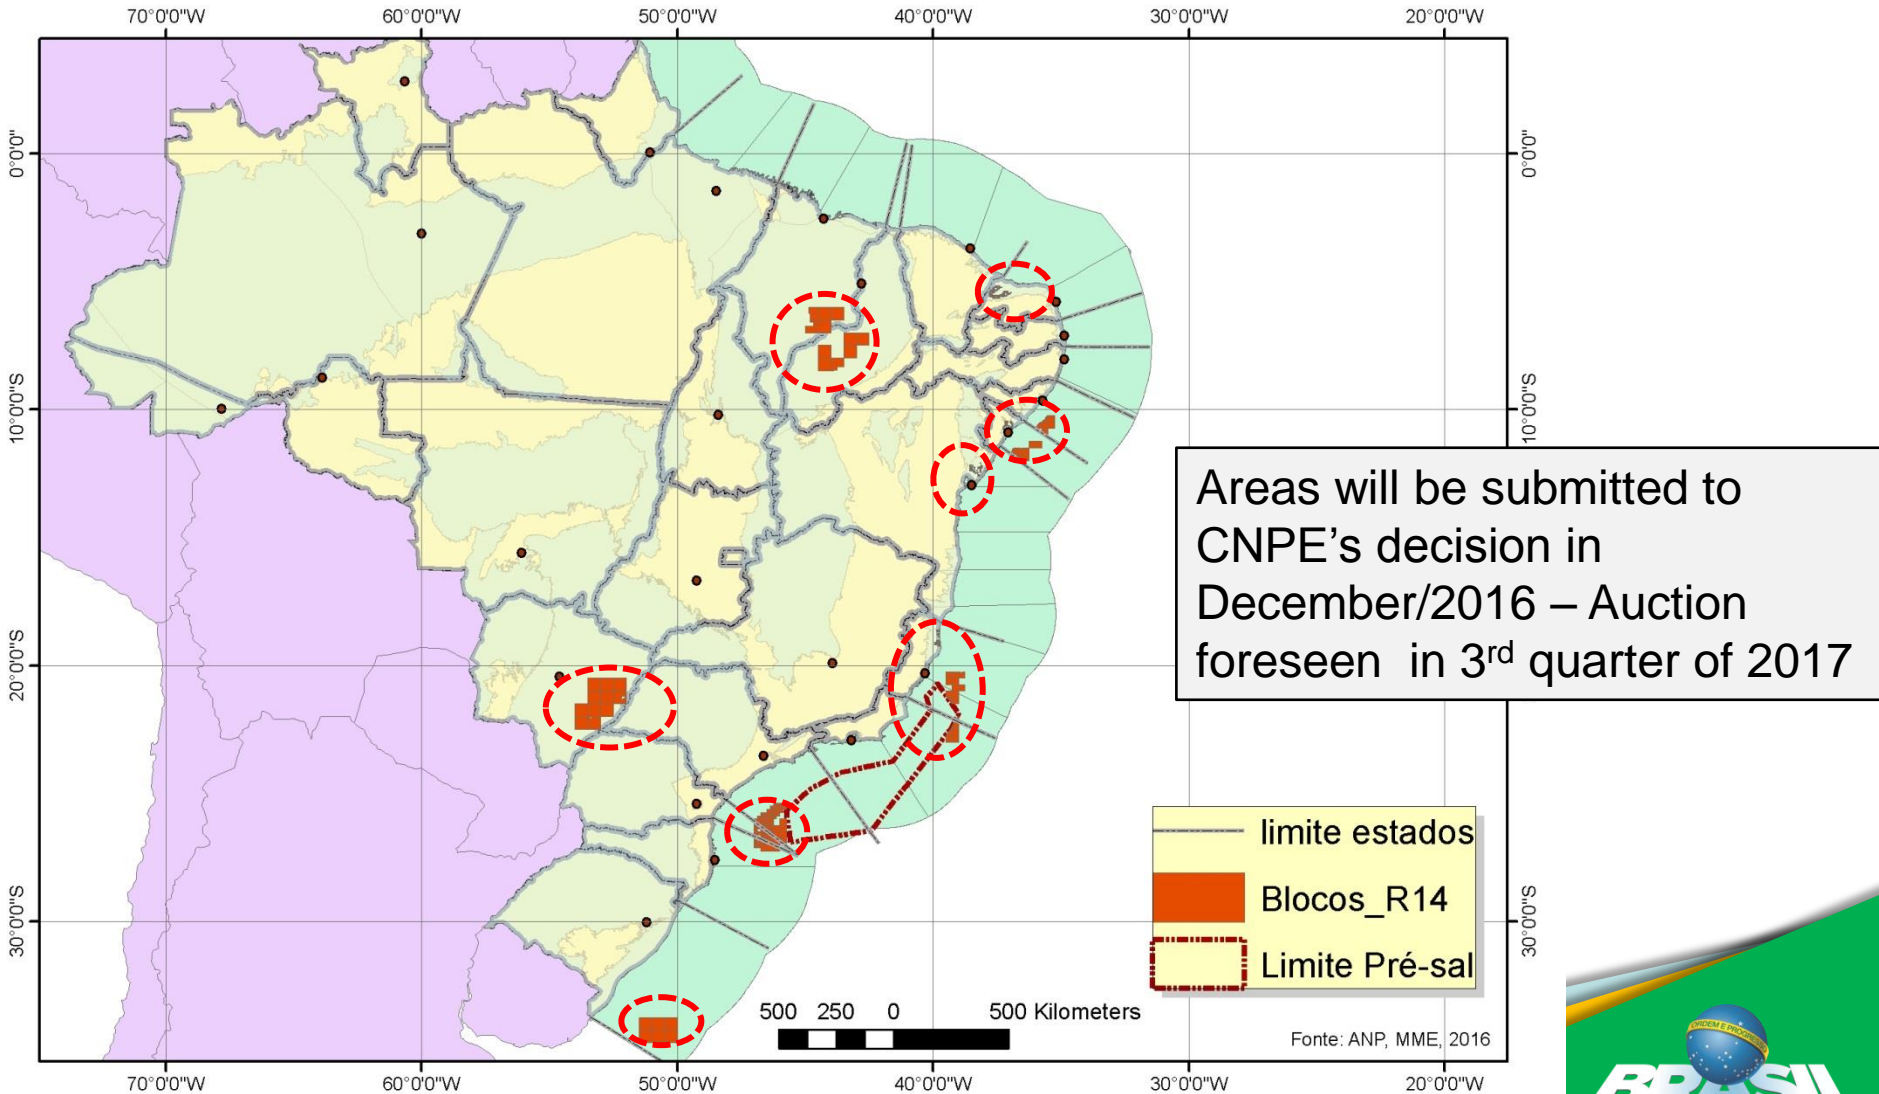 70°0'0"W 60°0'0"W 50°0'0"W 40°0'0"W 30°0'0"W 20°0'0"W
0°0'0" 0°0'0"
10°0'0"S 10°0'0"S
Areas will be submitted to
CNPE’s decision in
December/2016 – Auction
foreseen in 3rd quarter of 2017
20°0'0"S
limite estados
Blocos_R14
Limite Pré-sal
30°0'0"S 30°0'0"S
500 250 0 500 Kilometers
Fonte: ANP, MME, 2016
70°0'0"W 60°0'0"W 50°0'0"W 40°0'0"W 30°0'0"W 20°0'0"W
ORDEM E PROGRESSO
BRASIL